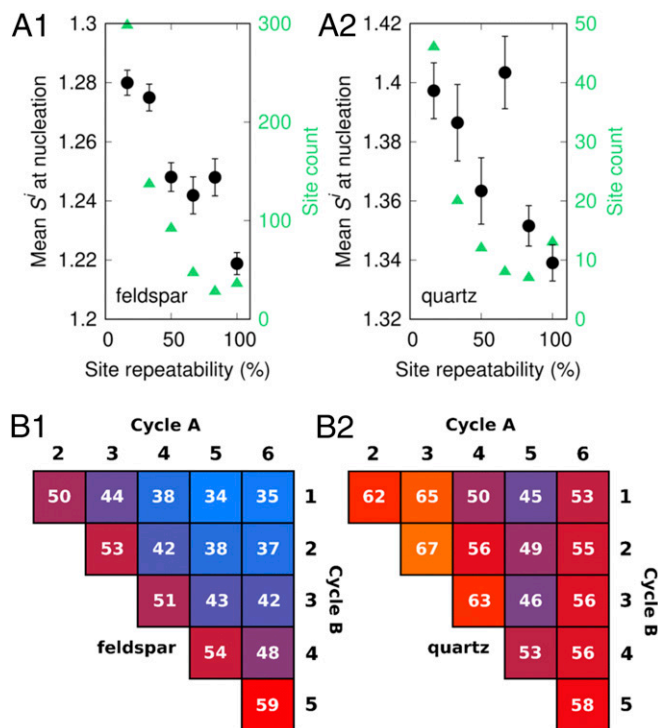 A1
A2
1.3
1.28
1.26
1.24
1.22
1.2
300
200
100
0
Mean Sⁱ at nucleation
Site count
feldspar
0 50 100
Site repeatability (%)
1.42
1.4
1.38
1.36
1.34
1.32
50
40
30
20
10
0
Mean Sⁱ at nucleation
Site count
quartz
0 50 100
Site repeatability (%)
B1
Cycle A
2 3 4 5 6
50 44 38 34 35 1
53 42 38 37 2
51 43 42 3
54 48 4
59 5
feldspar
Cycle B
B2
Cycle A
2 3 4 5 6
62 65 50 45 53 1
67 56 49 55 2
63 46 56 3
53 56 4
58 5
quartz
Cycle B